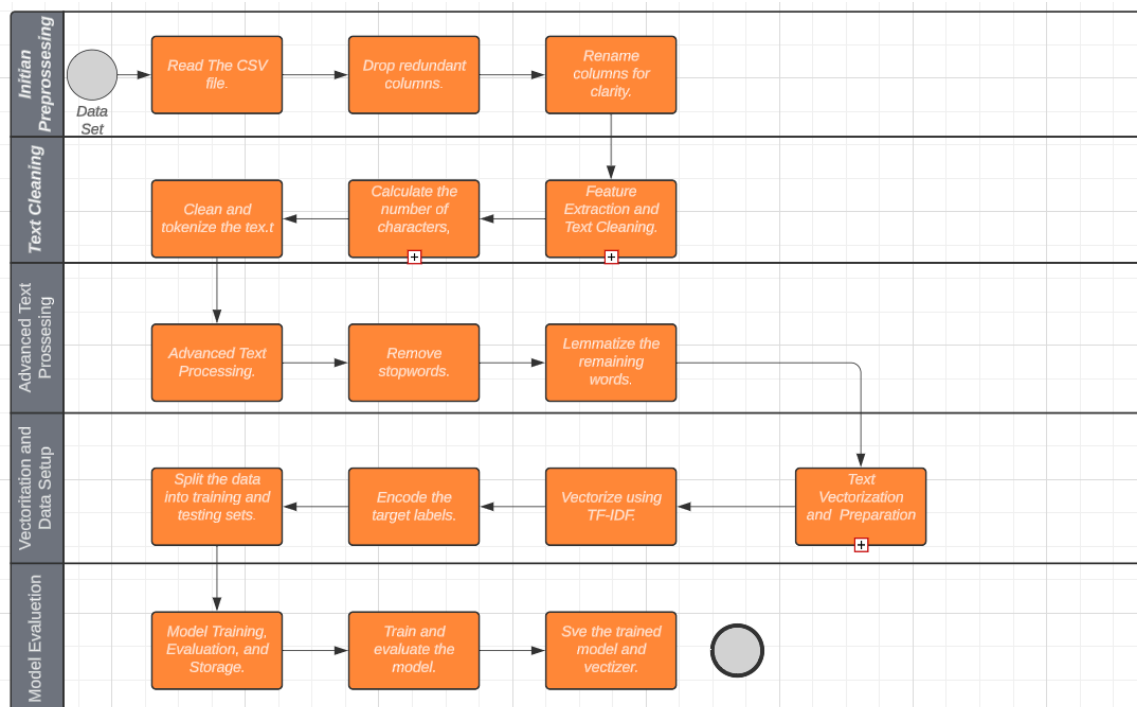 Initian
Preprossesing
Data
Set
Read The CSV
file.
Drop redundant
columns.
Rename
columns for
clarity.
Text Cleaning
Clean and
tokenize the tex.t
Calculate the
number of
characters,
Feature
Extraction and
Text Cleaning.
Advanced Text
Prossesing
Advanced Text
Processing.
Remove
stopwords.
Lemmatize the
remaining
words.
Vectoritation and
Data Setup
Split the data
into training and
testing sets.
Encode the
target labels.
Vectorize using
TF-IDF.
Text
Vectorization
and Preparation
Model Evaluetion
Model Training,
Evaluation, and
Storage.
Train and
evaluate the
model.
Sve the trained
model and
vectizer.